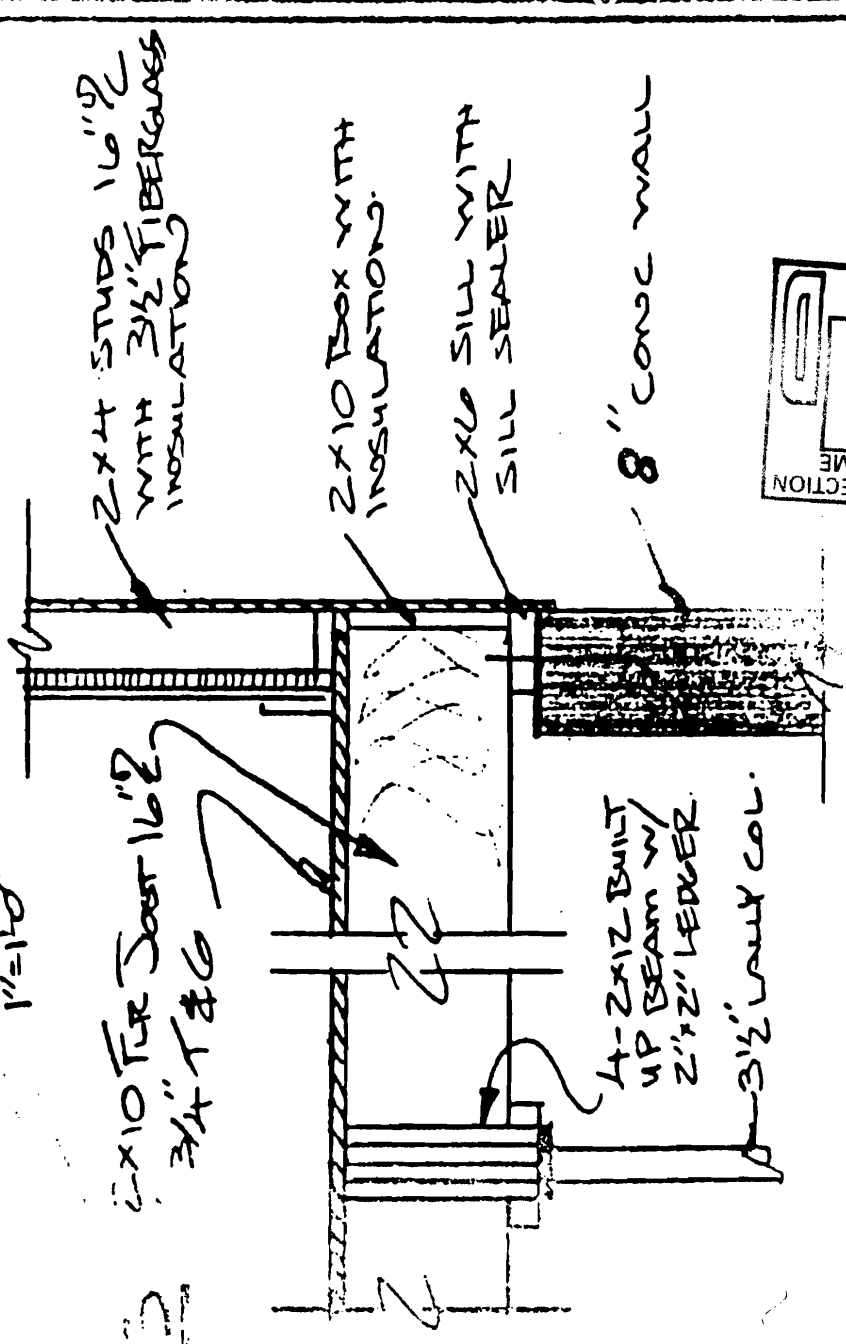 1"=1'-0"
2x4 STUDS 16" O/C
WITH 3½" FIBERGLASS
INSULATION
2x10 BOX WITH
INSULATION.
2x6 SILL WITH
SILL SEALER
8" CONC WALL
2x10 FLR JOIST 16" O/C
3/4" T & G
4-2x12 BUILT
UP BEAM W/
2"x2" LEDGER
3½" LALLY COL.
ECTION
ME